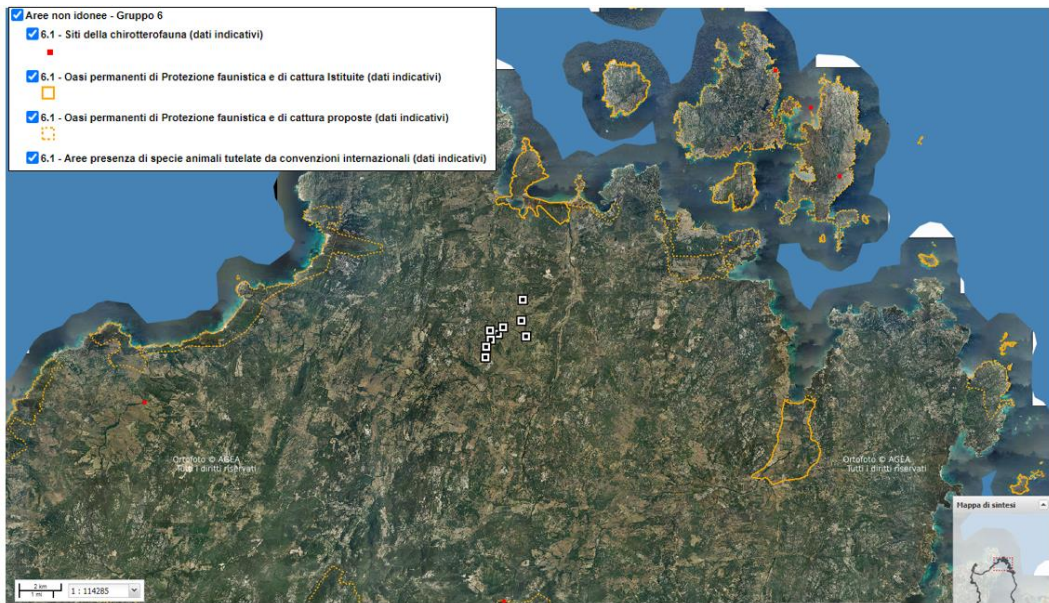 Aree non idonee - Gruppo 6
6.1 - Siti della chirotterofauna (dati indicativi)
6.1 - Oasi permanenti di Protezione faunistica e di cattura Istituite (dati indicativi)
6.1 - Oasi permanenti di Protezione faunistica e di cattura proposte (dati indicativi)
6.1 - Aree presenza di specie animali tutelate da convenzioni internazionali (dati indicativi)
Ortofoto © AGEA
Tutti i diritti riservati
Ortofoto © AGEA
Tutti i diritti riservati
Mappa di sintesi
2 km
1 mi
1 : 114285